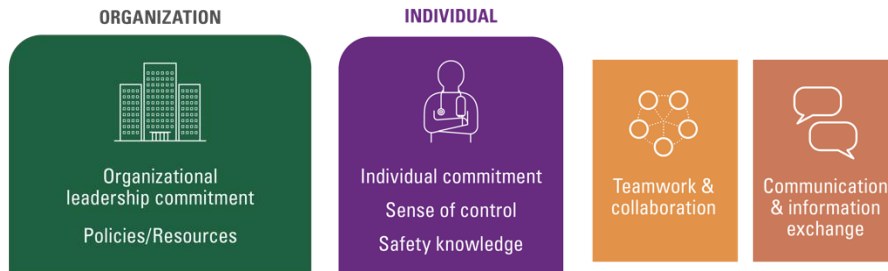 ORGANIZATION
Organizational
leadership commitment
Policies/Resources
INDIVIDUAL
Individual commitment
Sense of control
Safety knowledge
Teamwork &
collaboration
Communication
& information
exchange